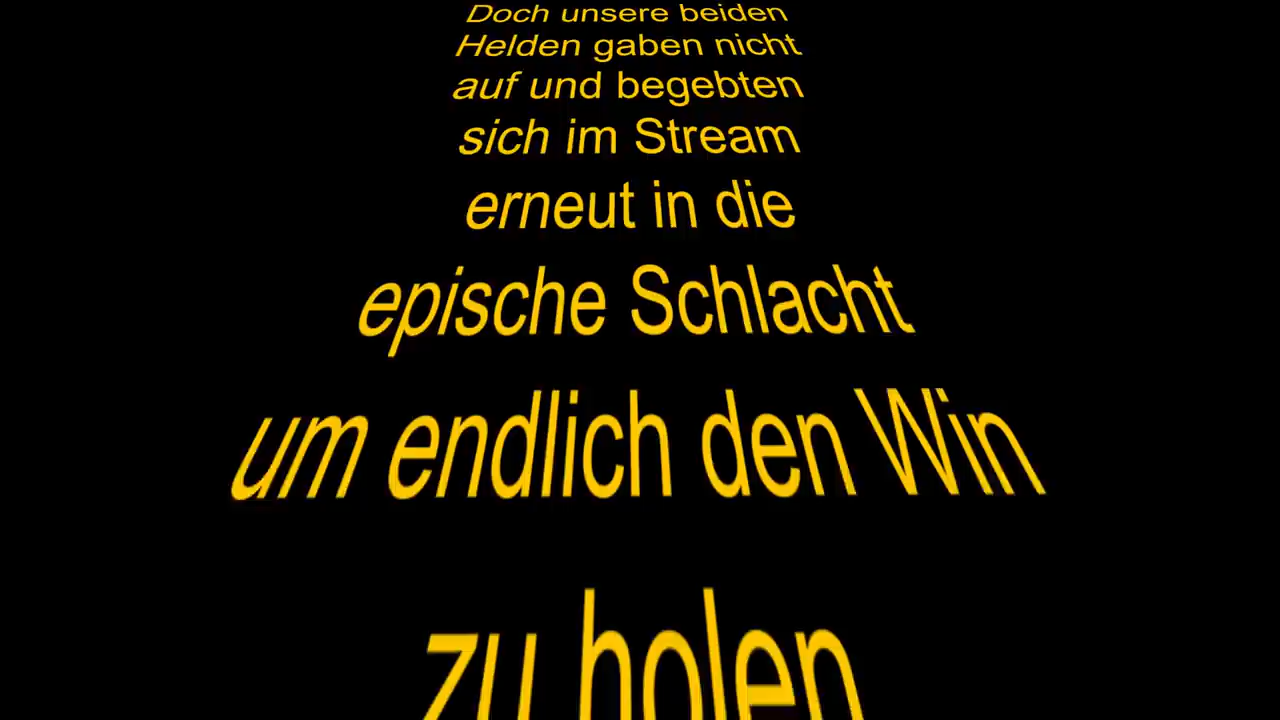 Doch unsere beiden
Helden gaben nicht
auf und begebten
sich im Stream
erneut in die
epische Schlacht
um endlich den Win
zu holen